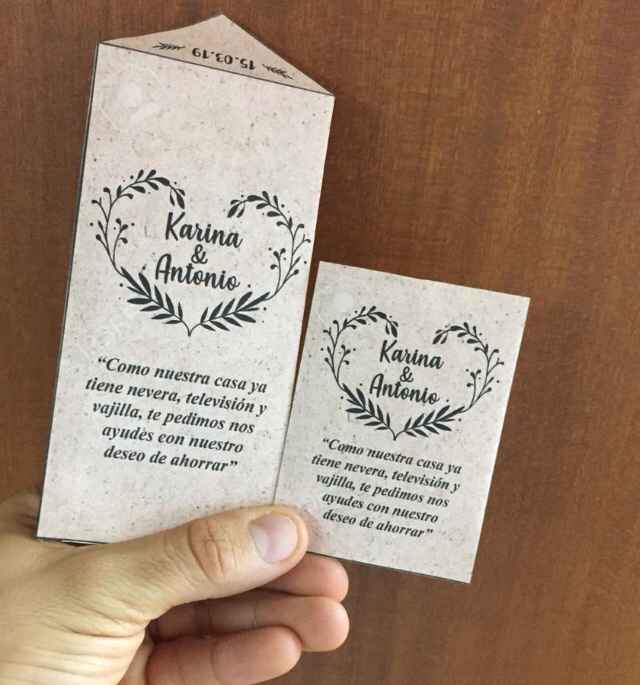 15.03.19
Karina
&
Antonio
“Como nuestra casa ya
tiene nevera, televisión y
vajilla, te pedimos nos
ayudes con nuestro
deseo de ahorrar”
Karina
&
Antonio
“Como nuestra casa ya
tiene nevera, televisión y
vajilla, te pedimos nos
ayudes con nuestro
deseo de ahorrar”